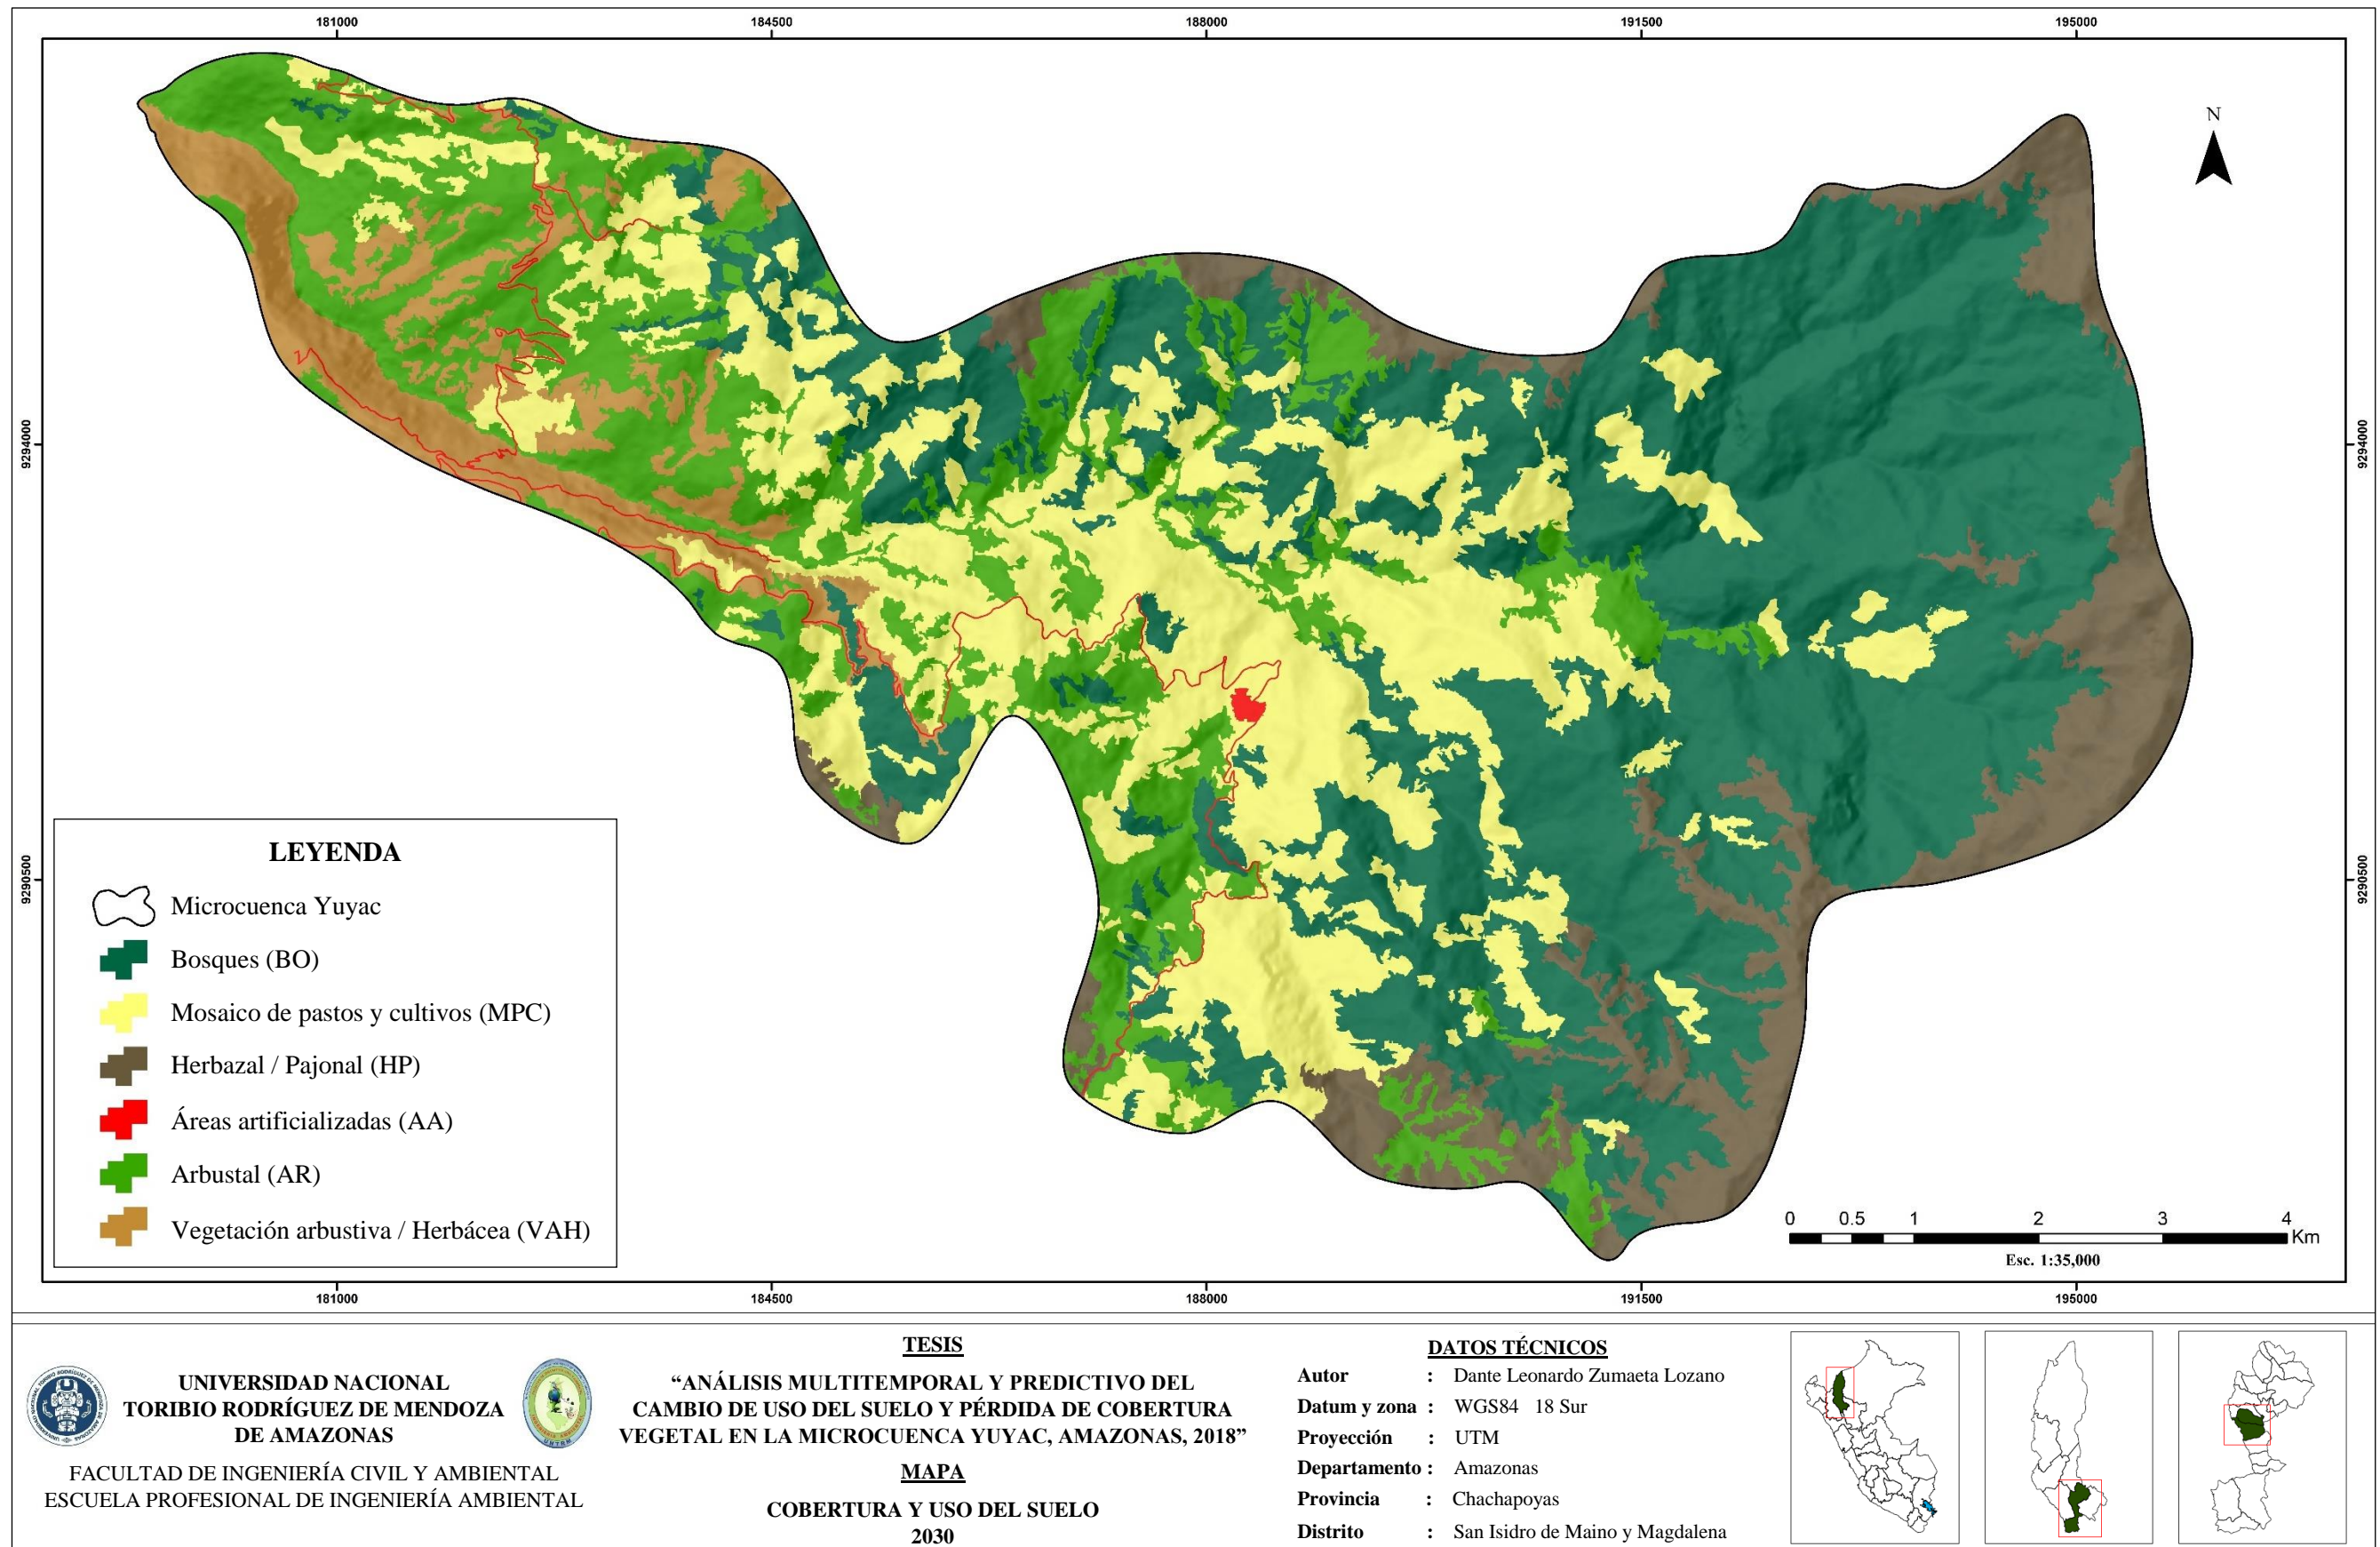 181000
184500
188000
191500
195000
N
9294000
9294000
9290500
9290500
LEYENDA
Microcuenca Yuyac
Bosques (BO)
Mosaico de pastos y cultivos (MPC)
Herbazal / Pajonal (HP)
Áreas artificializadas (AA)
Arbustal (AR)
Vegetación arbustiva / Herbácea (VAH)
0 0.5 1 2 3 4
Km
Esc. 1:35,000
181000
184500
188000
191500
195000
UNIVERSIDAD NACIONAL
TORIBIO RODRÍGUEZ DE MENDOZA
DE AMAZONAS
FACULTAD DE INGENIERÍA CIVIL Y AMBIENTAL
ESCUELA PROFESIONAL DE INGENIERÍA AMBIENTAL
TESIS
“ANÁLISIS MULTITEMPORAL Y PREDICTIVO DEL
CAMBIO DE USO DEL SUELO Y PÉRDIDA DE COBERTURA
VEGETAL EN LA MICROCUENCA YUYAC, AMAZONAS, 2018”
MAPA
COBERTURA Y USO DEL SUELO
2030
DATOS TÉCNICOS
Autor : Dante Leonardo Zumaeta Lozano
Datum y zona : WGS84 18 Sur
Proyección : UTM
Departamento : Amazonas
Provincia : Chachapoyas
Distrito : San Isidro de Maino y Magdalena